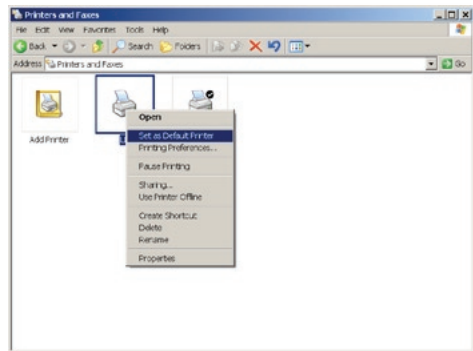 Printers and Faxes
File Edit View Favorites Tools Help
Back Search Folders
Address Printers and Faxes Go
Add Printer
Open
Set as Default Printer
Printing Preferences...
Pause Printing
Sharing...
Use Printer Offline
Create Shortcut
Delete
Rename
Properties